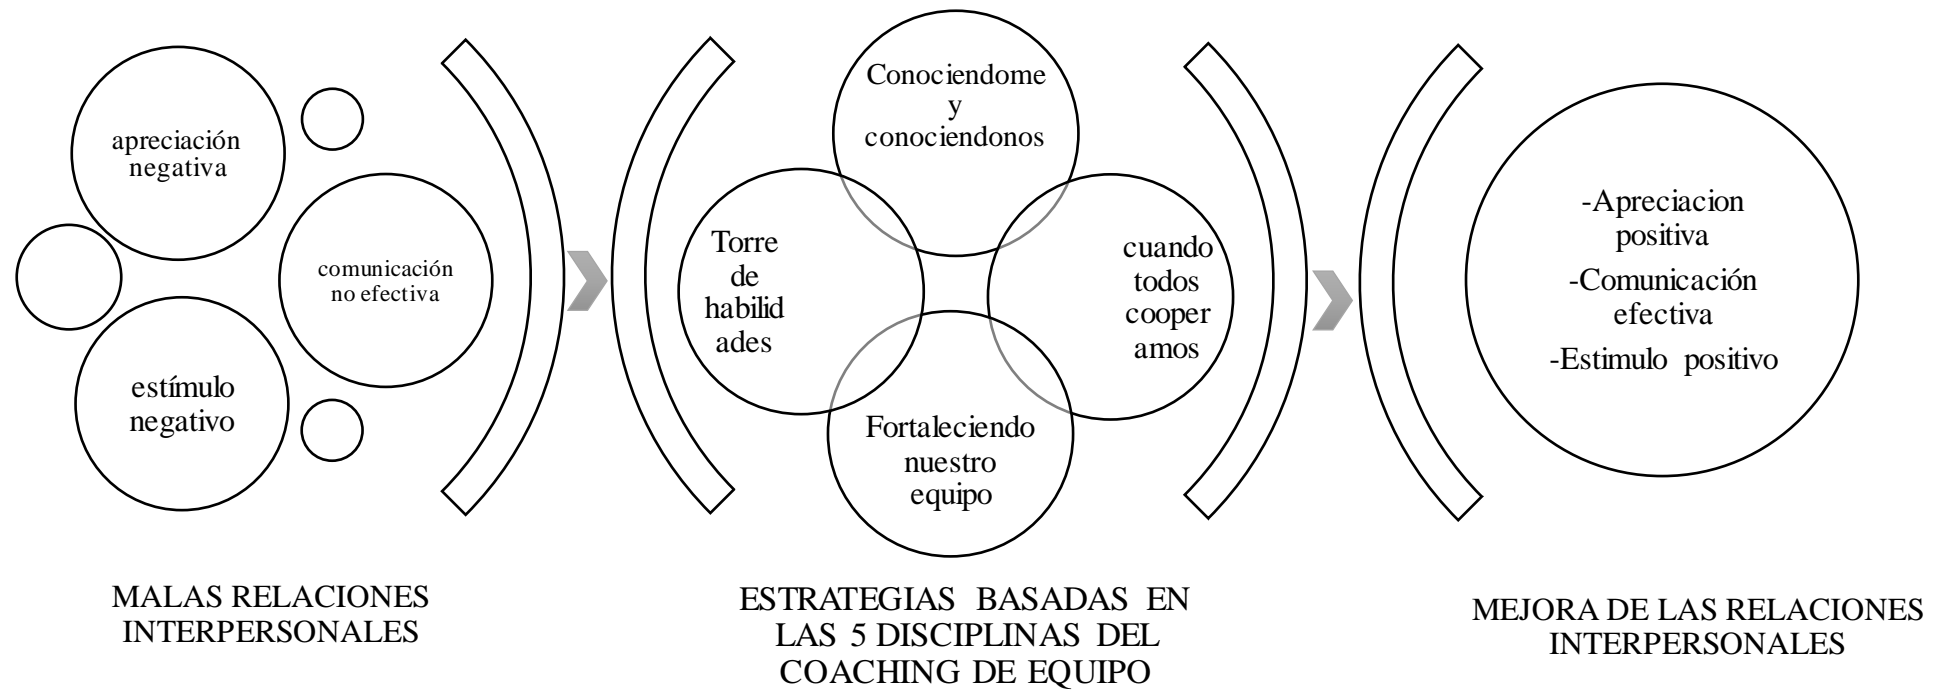 apreciación
negativa
comunicación
no efectiva
estímulo
negativo
MALAS RELACIONES
INTERPERSONALES
Conociendome
y
conociendonos
Torre
de
habilid
ades
cuando
todos
cooper
amos
Fortaleciendo
nuestro
equipo
ESTRATEGIAS BASADAS EN
LAS 5 DISCIPLINAS DEL
COACHING DE EQUIPO
-Apreciacion
positiva
-Comunicación
efectiva
-Estimulo positivo
MEJORA DE LAS RELACIONES
INTERPERSONALES